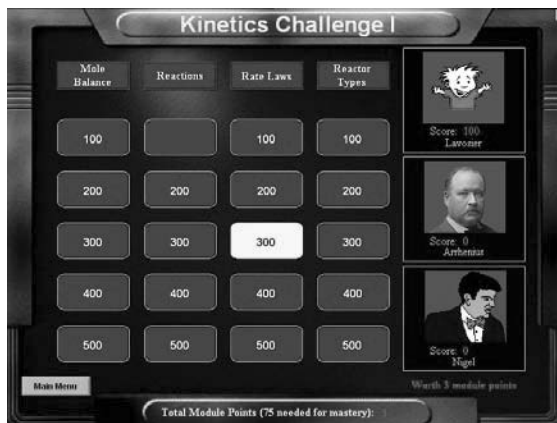 Kinetics Challenge I
Mole
Balance
Reactions
Rate Laws
Reactor
Types
100
100
100
200
200
200
200
300
300
300
300
400
400
400
400
500
500
500
500
Score: 100
Lavosier
Score: 0
Arrhenius
Score: 0
Nigel
Main Menu
Worth 3 module points
Total Module Points (75 needed for mastery):